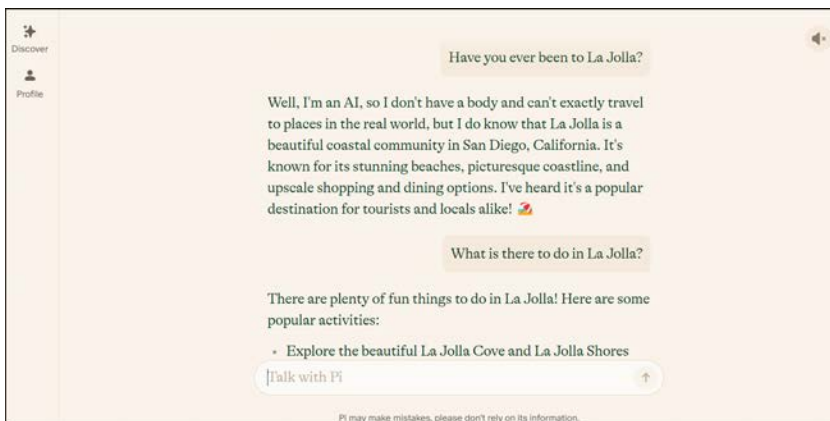 Discover
Profile
Have you ever been to La Jolla?
Well, I'm an AI, so I don't have a body and can't exactly travel
to places in the real world, but I do know that La Jolla is a
beautiful coastal community in San Diego, California. It's
known for its stunning beaches, picturesque coastline, and
upscale shopping and dining options. I've heard it's a popular
destination for tourists and locals alike! 🏖️
What is there to do in La Jolla?
There are plenty of fun things to do in La Jolla! Here are some
popular activities:
• Explore the beautiful La Jolla Cove and La Jolla Shores
Talk with Pi
Pi may make mistakes, please don't rely on its information.